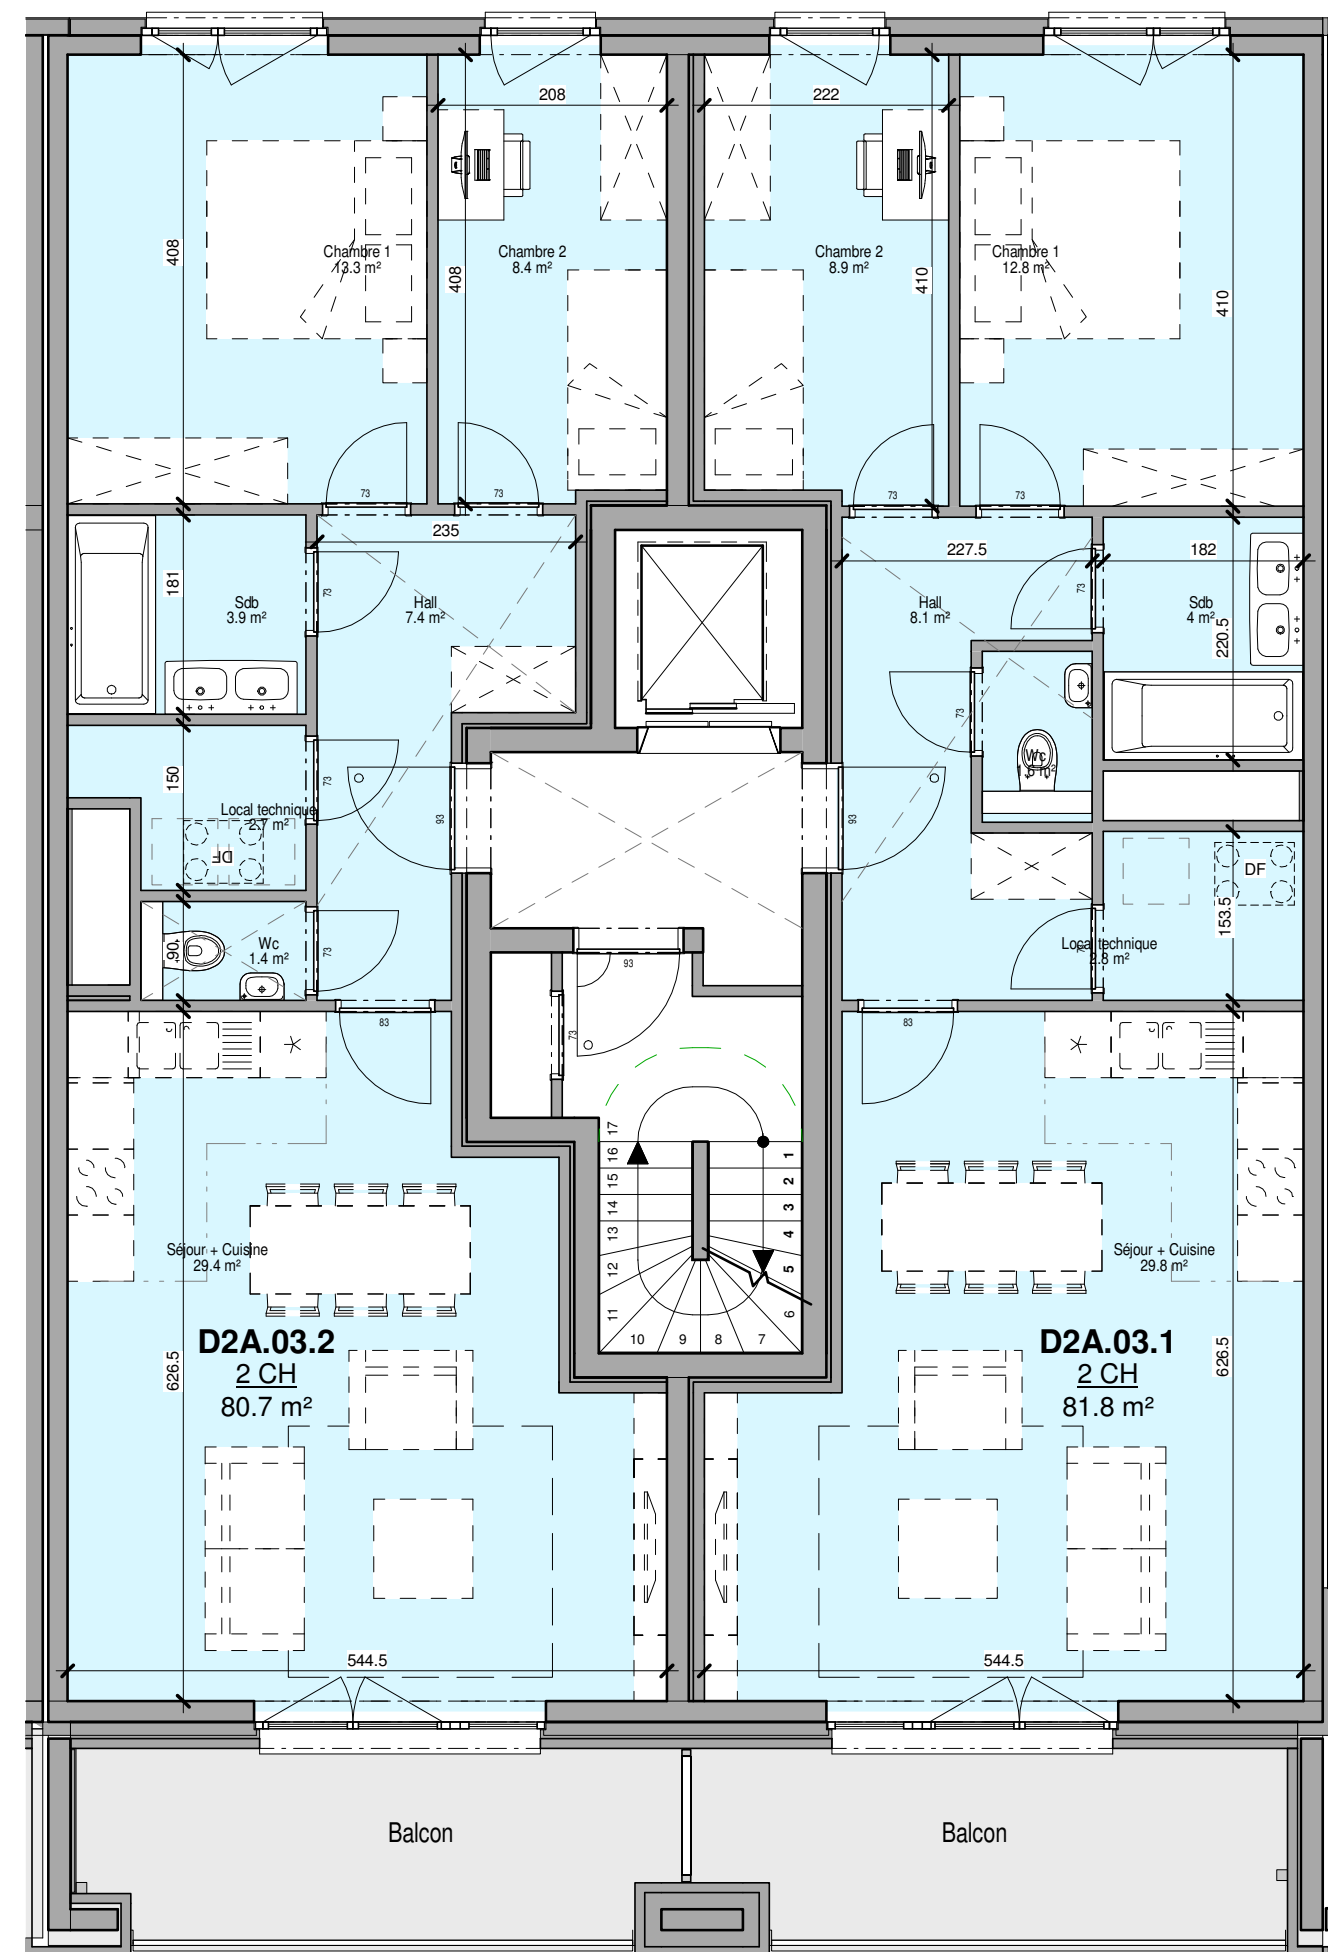 208
222
408
Chambre 1
13.3 m²
408
Chambre 2
8.4 m²
Chambre 2
8.9 m²
410
Chambre 1
12.8 m²
410
73
73
73
73
235
227.5
182
181
Sdb
3.9 m²
73
Hall
7.4 m²
Hall
8.1 m²
73
Sdb
4 m²
220.5
73
Wc
1.6 m²
150
Local technique
2.7 m²
DF
73
93
93
DF
153.5
Local technique
2.8 m²
73
90
Wc
1.4 m²
73
93
73
83
83
17
16
15
14
13
12
11
10
9
8
7
6
5
4
3
2
1
Séjour + Cuisine
29.4 m²
Séjour + Cuisine
29.8 m²
D2A.03.2
2 CH
80.7 m²
626.5
D2A.03.1
2 CH
81.8 m²
626.5
544.5
544.5
Balcon
Balcon